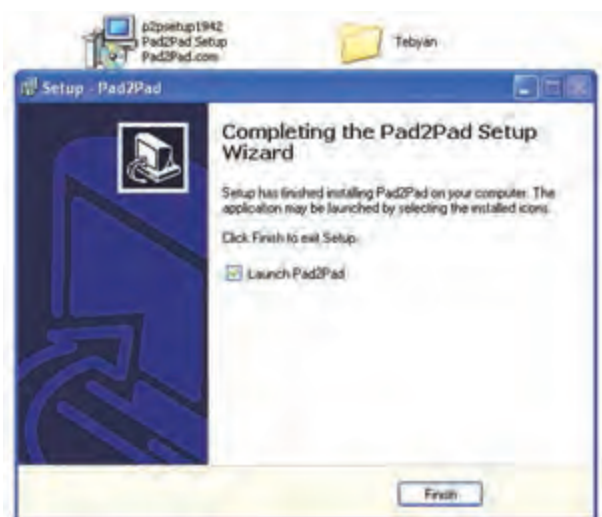 p2psetup1942
Pad2Pad Setup
Pad2Pad.com
Tebyan
Setup - Pad2Pad
Completing the Pad2Pad Setup
Wizard
Setup has finished installing Pad2Pad on your computer. The
application may be launched by selecting the installed icons.
Click Finish to exit Setup.
Launch Pad2Pad
Finish